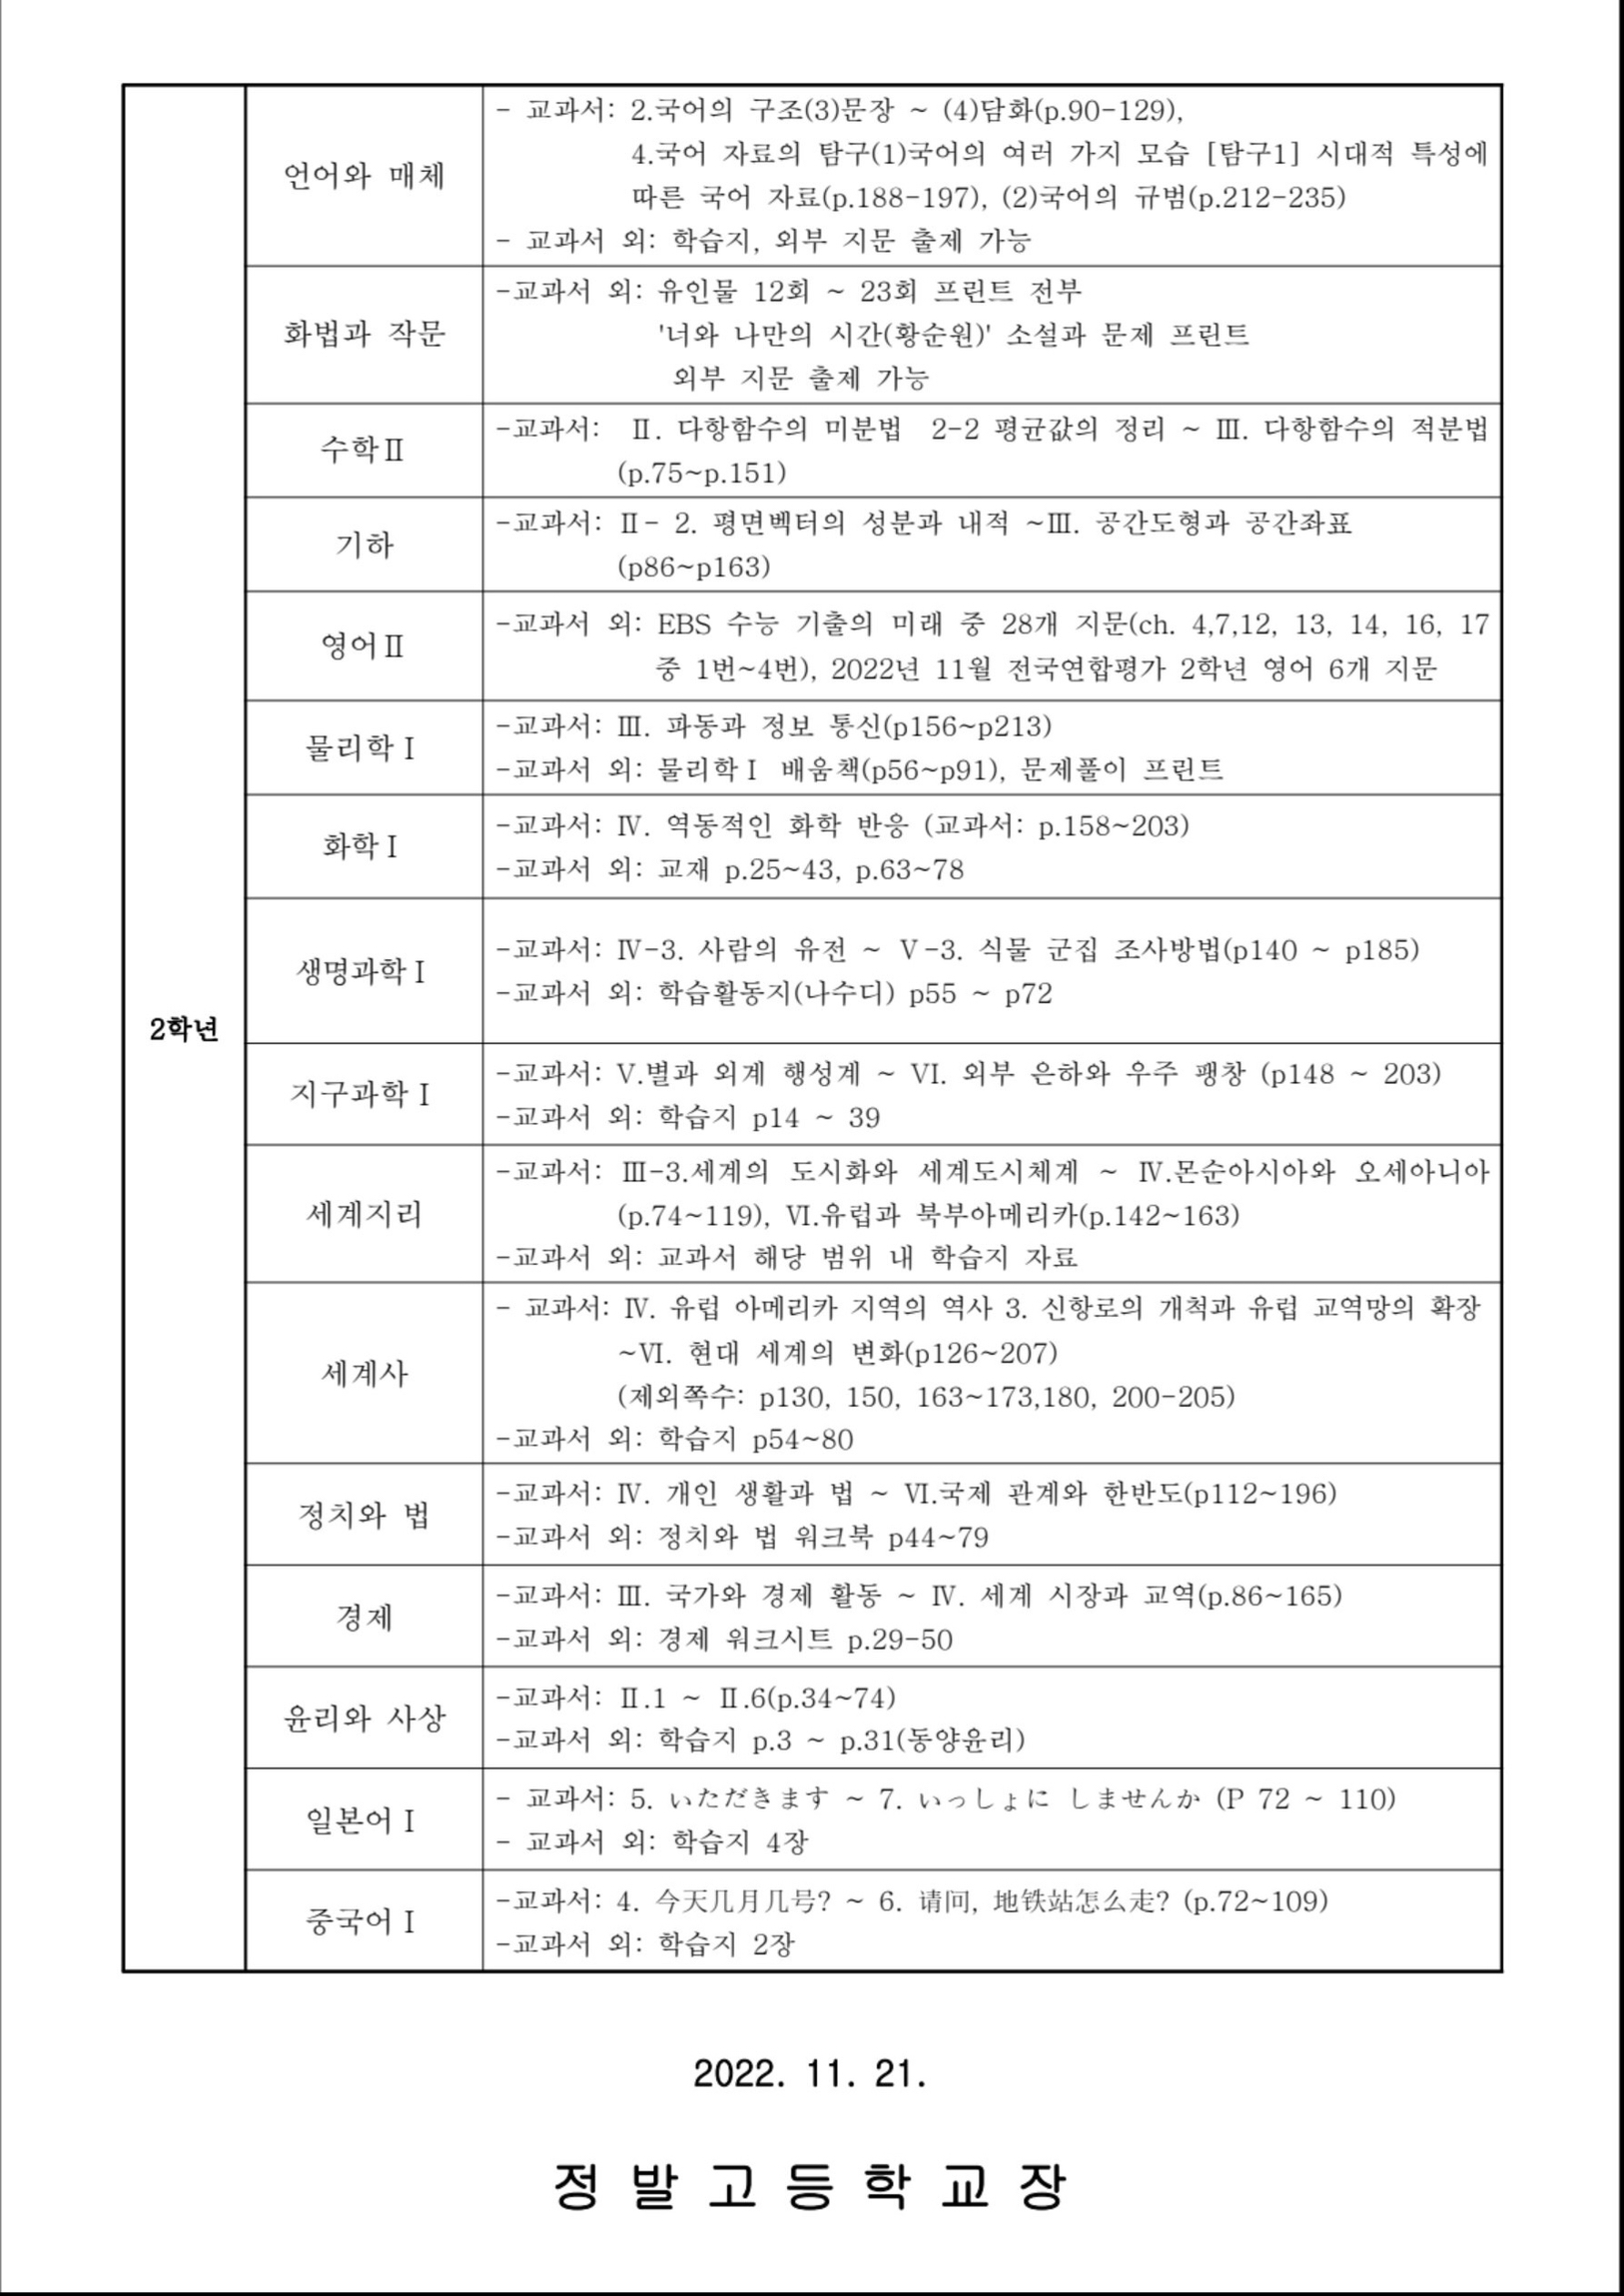 2학년
언어와 매체
- 교과서: 2.국어의 구조(3)문장 ~ (4)담화(p.90-129),
4.국어 자료의 탐구(1)국어의 여러 가지 모습 [탐구1] 시대적 특성에
따른 국어 자료(p.188-197), (2)국어의 규범(p.212-235)
- 교과서 외: 학습지, 외부 지문 출제 가능
화법과 작문
-교과서 외: 유인물 12회 ~ 23회 프린트 전부
'너와 나만의 시간(황순원)' 소설과 문제 프린트
외부 지문 출제 가능
수학Ⅱ
-교과서: Ⅱ. 다항함수의 미분법 2-2 평균값의 정리 ~ Ⅲ. 다항함수의 적분법
(p.75~p.151)
기하
-교과서: Ⅱ- 2. 평면벡터의 성분과 내적 ~Ⅲ. 공간도형과 공간좌표
(p86~p163)
영어Ⅱ
-교과서 외: EBS 수능 기출의 미래 중 28개 지문(ch. 4,7,12, 13, 14, 16, 17
중 1번~4번), 2022년 11월 전국연합평가 2학년 영어 6개 지문
물리학Ⅰ
-교과서: Ⅲ. 파동과 정보 통신(p156~p213)
-교과서 외: 물리학Ⅰ 배움책(p56~p91), 문제풀이 프린트
화학Ⅰ
-교과서: Ⅳ. 역동적인 화학 반응 (교과서: p.158~203)
-교과서 외: 교재 p.25~43, p.63~78
생명과학Ⅰ
-교과서: Ⅳ-3. 사람의 유전 ~ Ⅴ-3. 식물 군집 조사방법(p140 ~ p185)
-교과서 외: 학습활동지(나수디) p55 ~ p72
지구과학Ⅰ
-교과서: V.별과 외계 행성계 ~ VI. 외부 은하와 우주 팽창 (p148 ~ 203)
-교과서 외: 학습지 p14 ~ 39
세계지리
-교과서: Ⅲ-3.세계의 도시화와 세계도시체계 ~ Ⅳ.몬순아시아와 오세아니아
(p.74~119), Ⅵ.유럽과 북부아메리카(p.142~163)
-교과서 외: 교과서 해당 범위 내 학습지 자료
세계사
- 교과서: Ⅳ. 유럽 아메리카 지역의 역사 3. 신항로의 개척과 유럽 교역망의 확장
~Ⅵ. 현대 세계의 변화(p126~207)
(제외쪽수: p130, 150, 163~173,180, 200-205)
-교과서 외: 학습지 p54~80
정치와 법
-교과서: Ⅳ. 개인 생활과 법 ~ Ⅵ.국제 관계와 한반도(p112~196)
-교과서 외: 정치와 법 워크북 p44~79
경제
-교과서: Ⅲ. 국가와 경제 활동 ~ Ⅳ. 세계 시장과 교역(p.86~165)
-교과서 외: 경제 워크시트 p.29-50
윤리와 사상
-교과서: Ⅱ.1 ~ Ⅱ.6(p.34~74)
-교과서 외: 학습지 p.3 ~ p.31(동양윤리)
일본어Ⅰ
- 교과서: 5. いただきます ~ 7. いっしょに しませんか (P 72 ~ 110)
- 교과서 외: 학습지 4장
중국어Ⅰ
-교과서: 4. 今天几月几号? ~ 6. 请问, 地铁站怎么走? (p.72~109)
-교과서 외: 학습지 2장
2022. 11. 21.
정 발 고 등 학 교 장